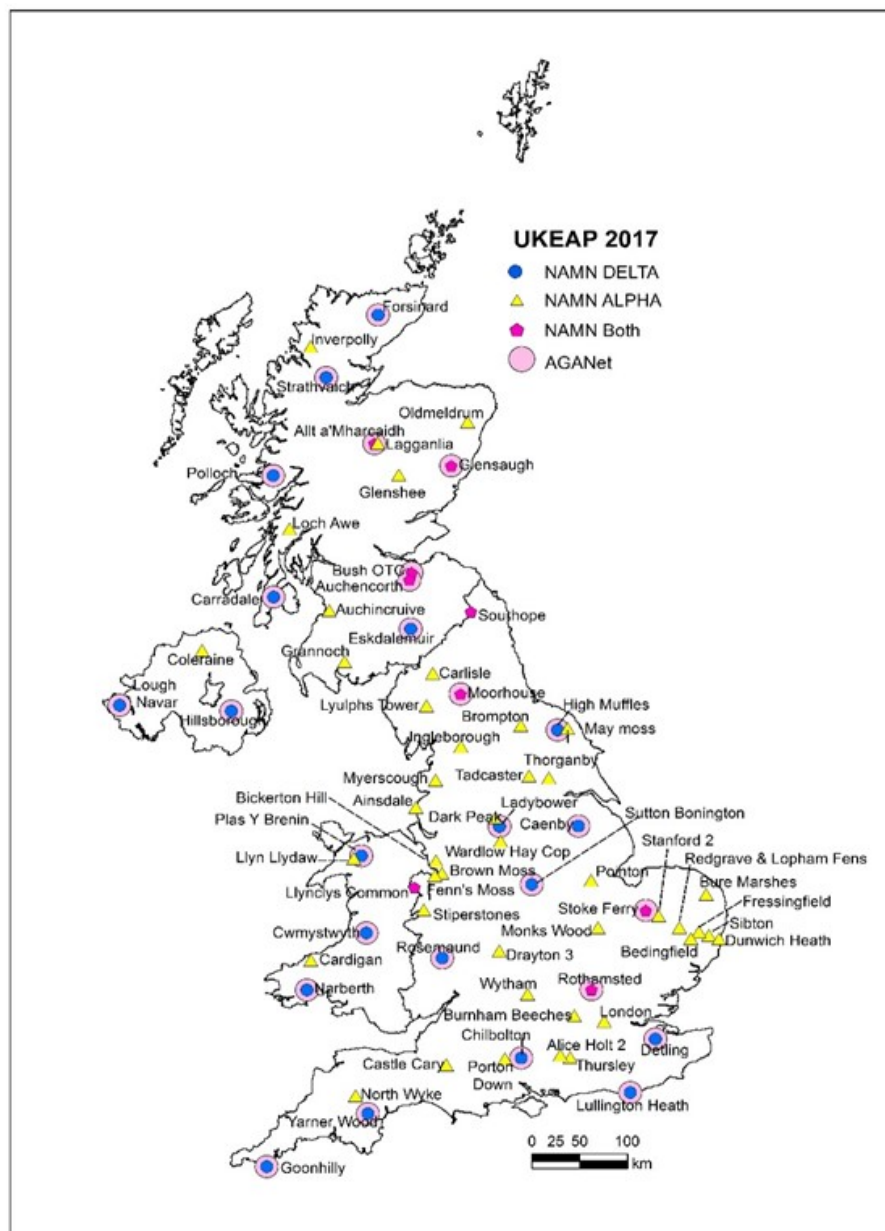 UKEAP 2017
NAMN DELTA
NAMN ALPHA
NAMN Both
AGANet
Forsinard
Inverpolly
Strathvaich
Oldmeldrum
Allt a'Mharcaidh
Lagganlia
Glensaugh
Polloch
Glenshee
Loch Awe
Bush OTC
Auchencorth
Carradale
Auchincruive
Sourhope
Eskdalemuir
Coleraine
Grannoch
Carlisle
Lough
Navar
Moorhouse
Hillsborough
Lyulphs Tower
High Muffles
Brompton
May moss
Ingleborough
Thorganby
Myerscough
Tadcaster
Bickerton Hill
Ainsdale
Ladybower
Sutton Bonington
Plas Y Brenin
Dark Peak
Caenby
Stanford 2
Llyn Llydaw
Wardlow Hay Cop
Redgrave & Lopham Fens
Brown Moss
Pointon
Bure Marshes
Llynclys Common
Fenn's Moss
Fressingfield
Stiperstones
Stoke Ferry
Sibton
Cwmystwyth
Monks Wood
Dunwich Heath
Rosemaund
Bedingfield
Cardigan
Drayton 3
Narberth
Wytham
Rothamsted
Burnham Beeches
London
Chilbolton
Alice Holt 2
Detling
Castle Cary
Porton
Down
Thursley
North Wyke
Lullington Heath
Yarner Wood
0 25 50 100
km
Goonhilly